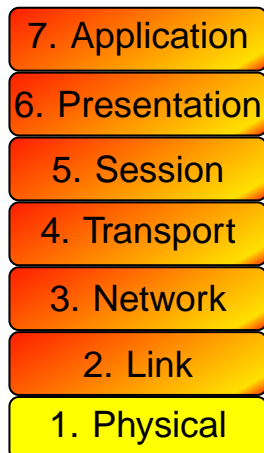 7. Application
6. Presentation
5. Session
4. Transport
3. Network
2. Link
1. Physical